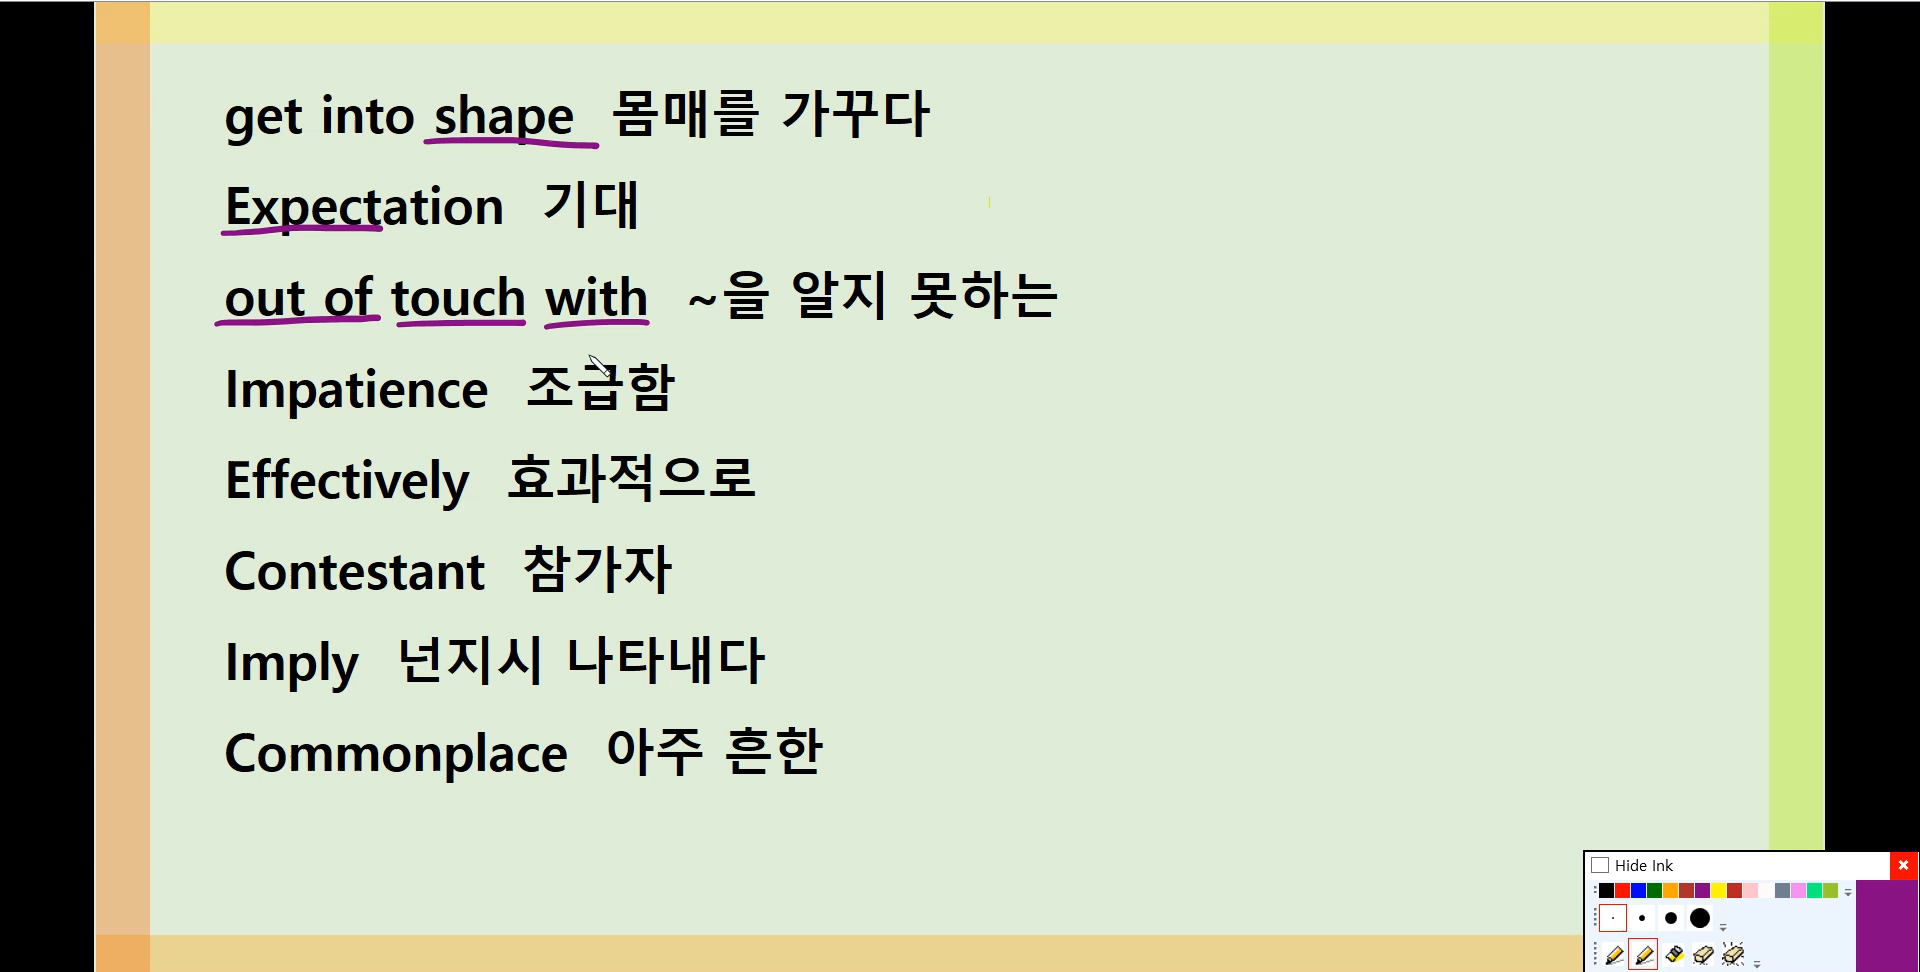 get into shape 몸매를 가꾸다
Expectation 기대
out of touch with ~을 알지 못하는
Impatience 조급함
Effectively 효과적으로
Contestant 참가자
Imply 넌지시 나타내다
Commonplace 아주 흔한
Hide Ink